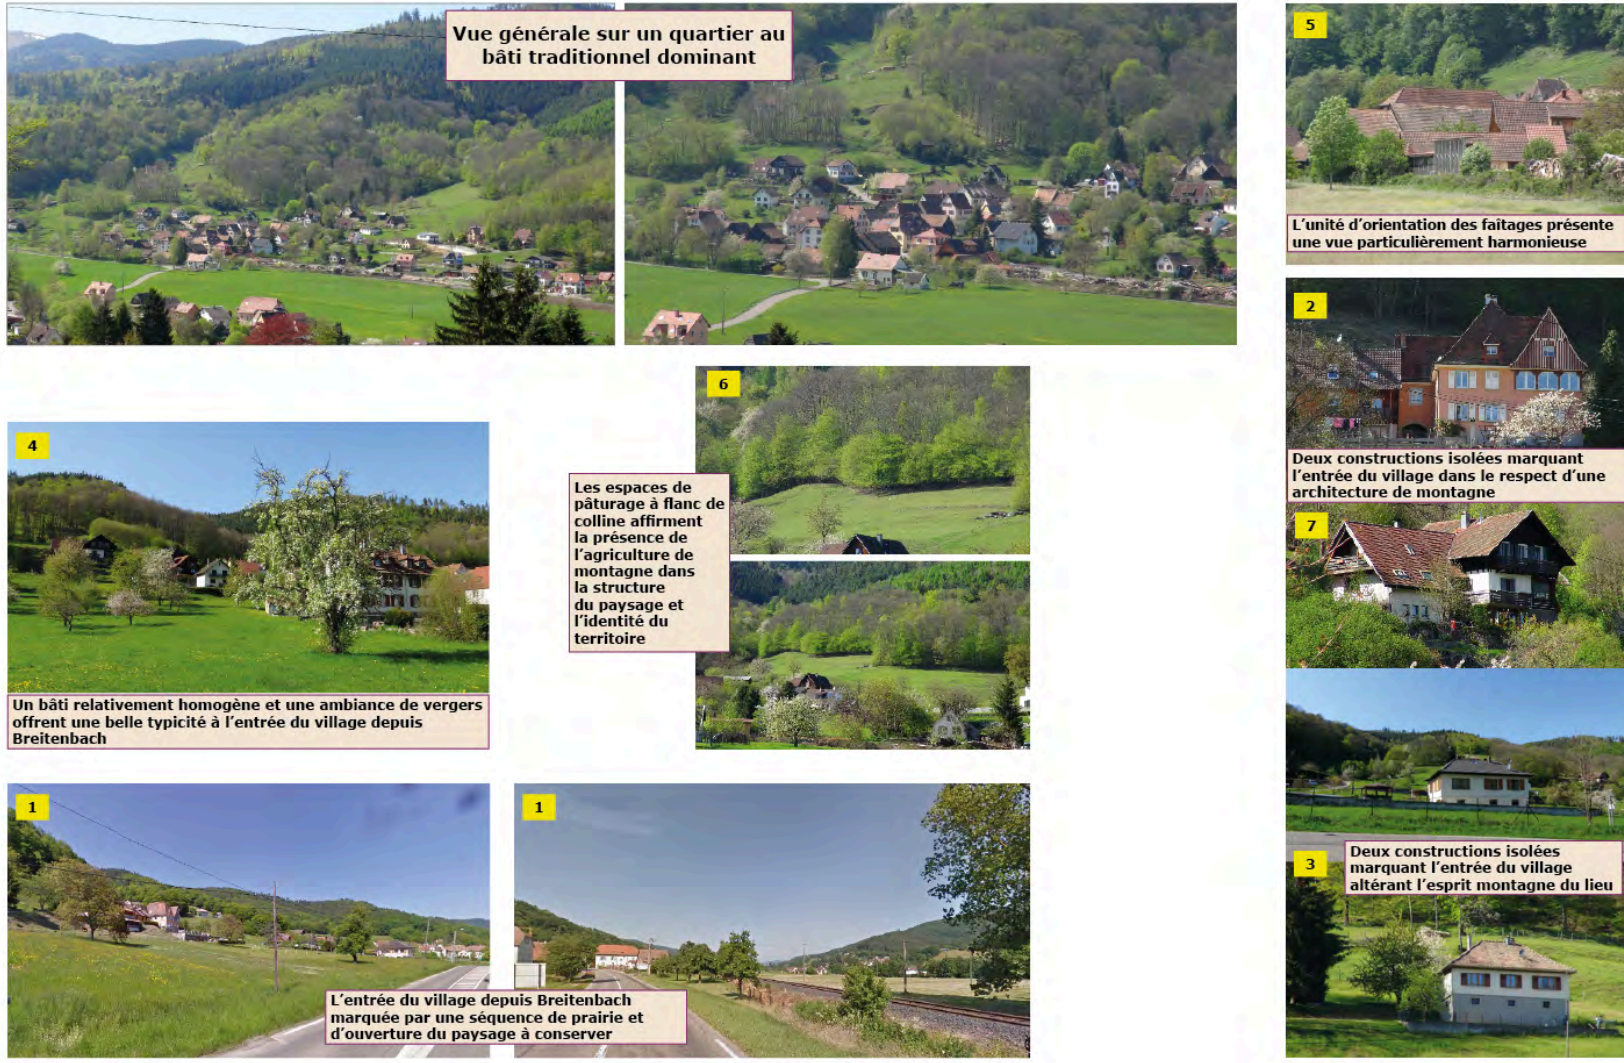 Vue générale sur un quartier au
bâti traditionnel dominant
5
L'unité d'orientation des faîtages présente
une vue particulièrement harmonieuse
2
Deux constructions isolées marquant
l'entrée du village dans le respect d'une
architecture de montagne
7
6
Les espaces de
pâturage à flanc de
colline affirment
la présence de
l'agriculture de
montagne dans
la structure
du paysage et
l'identité du
territoire
4
Un bâti relativement homogène et une ambiance de vergers
offrent une belle typicité à l'entrée du village depuis
Breitenbach
1
1
L'entrée du village depuis Breitenbach
marquée par une séquence de prairie et
d'ouverture du paysage à conserver
3
Deux constructions isolées
marquant l'entrée du village
altérant l'esprit montagne du lieu